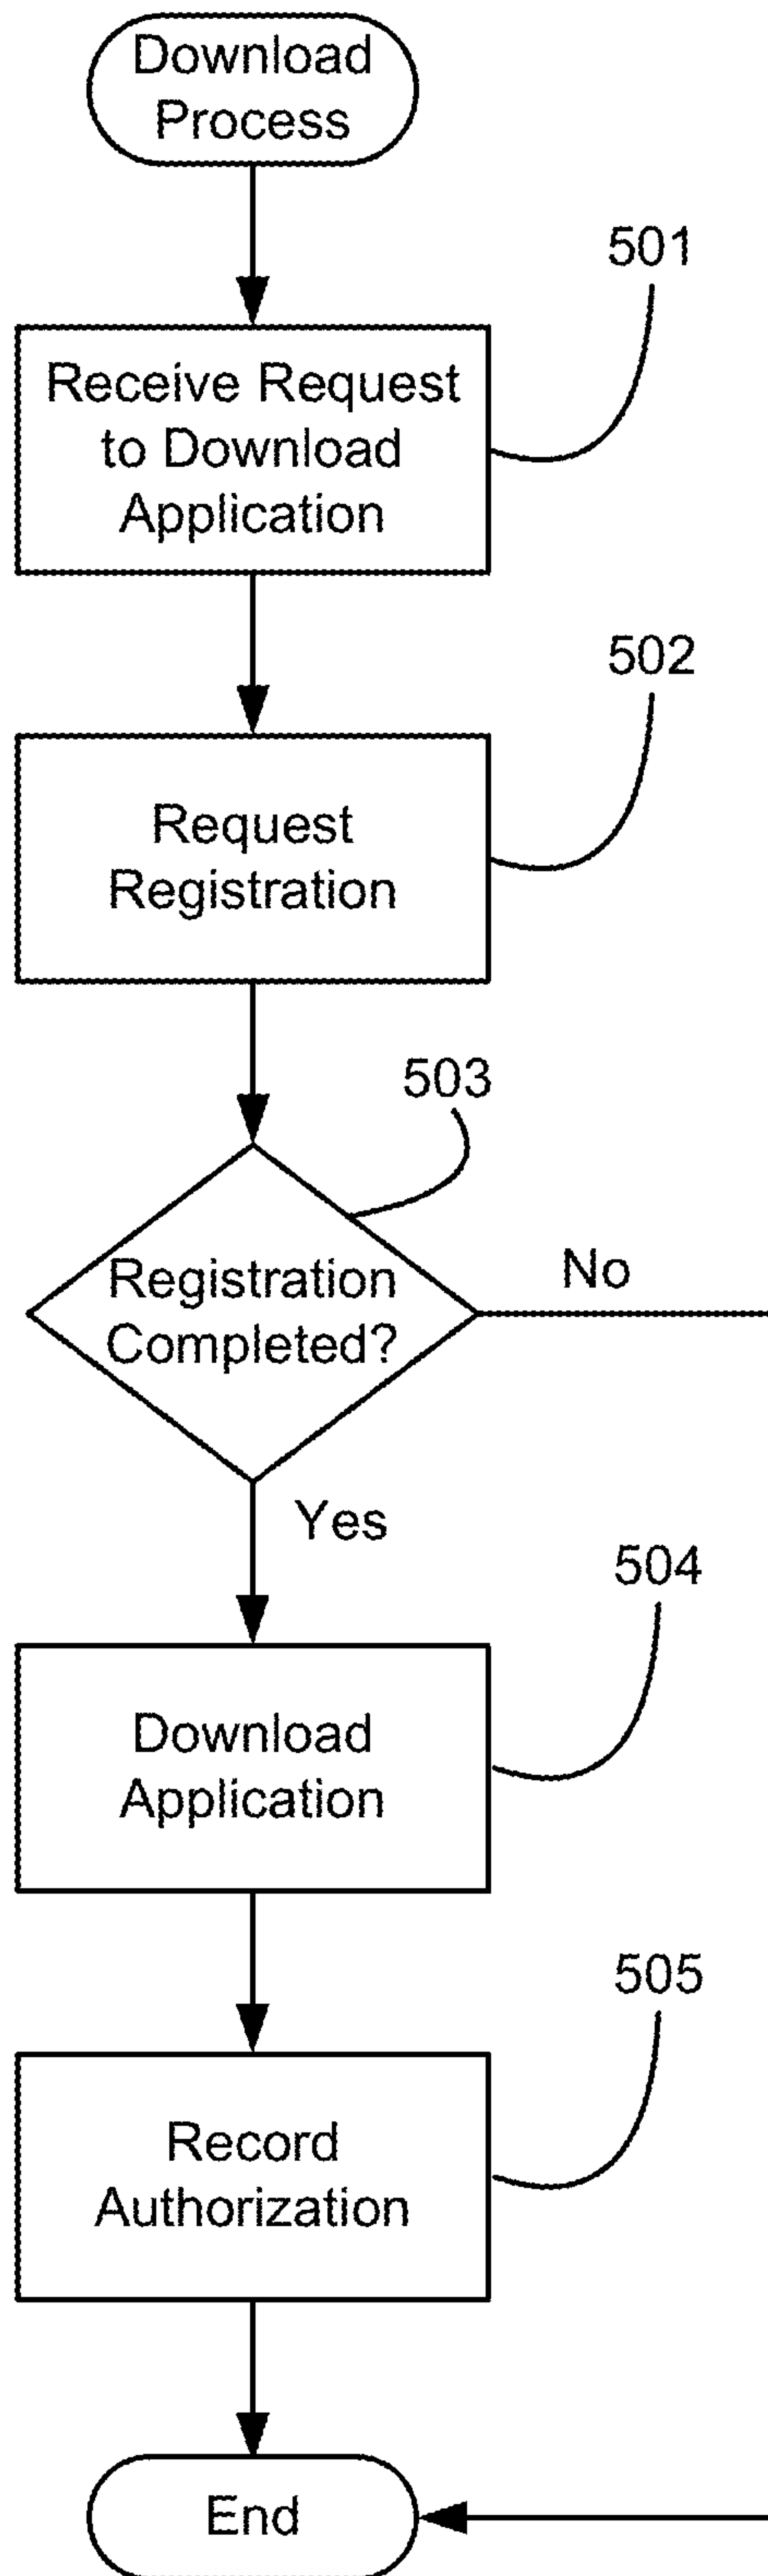 Download
Process
501
Receive Request
to Download
Application
502
Request
Registration
503
Registration
Completed?
No
Yes
504
Download
Application
505
Record
Authorization
End